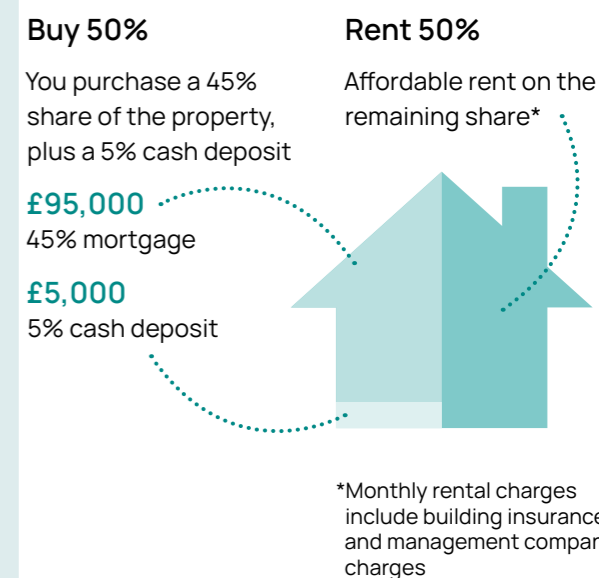 Buy 50%
You purchase a 45%
share of the property,
plus a 5% cash deposit
£95,000
45% mortgage
£5,000
5% cash deposit
Rent 50%
Affordable rent on the
remaining share*
*Monthly rental charges
include building insurance
and management
charges